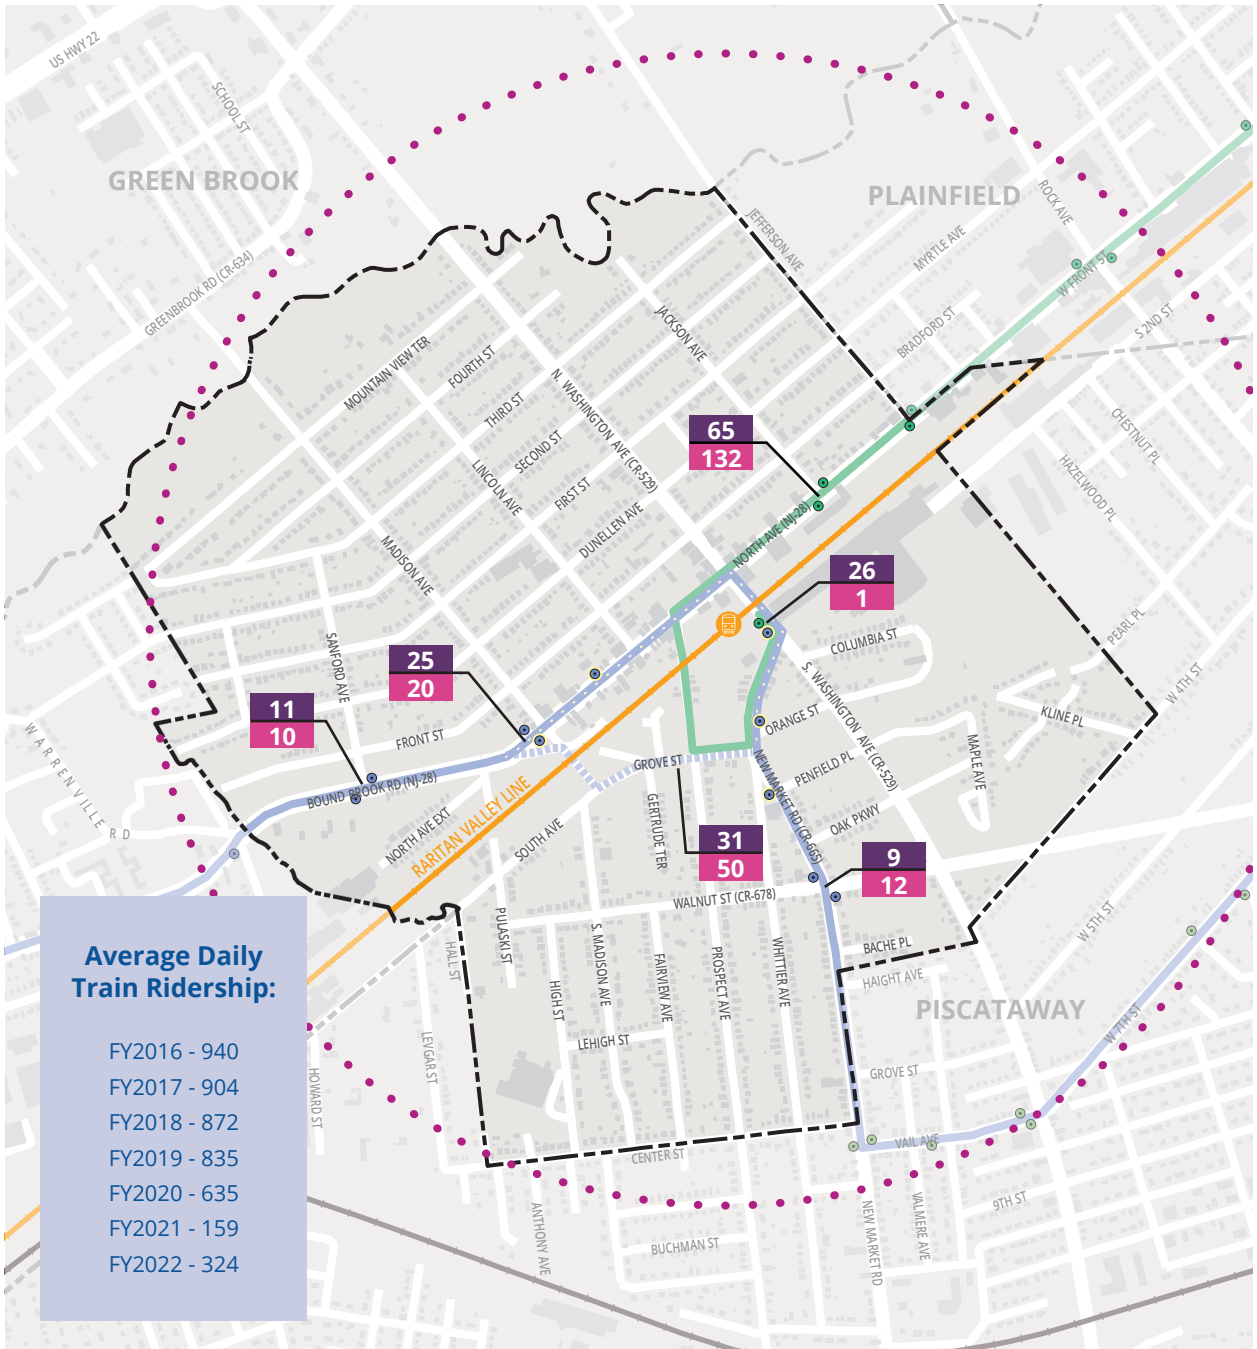 US HWY 22
SCHOOL ST
GREEN BROOK
PLAINFIELD
ROCK AVE
JEFFERSON AVE
MYRTLE AVE
GREENBROOK RD (CR-634)
W FRONT ST
S 2ND ST
BRADFORD ST
JACKSON AVE
MOUNTAIN VIEW TER
FOURTH ST
THIRD ST
SECOND ST
FIRST ST
DUNELLEN AVE
N. WASHINGTON AVE (CR-529)
LINCOLN AVE
MADISON AVE
CHESTNUT PL
HAZELWOOD PL
65
132
NORTH AVE (NJ-28)
26
1
PEARL PL
COLUMBIA ST
SANFORD AVE
25
20
W 4TH ST
S. WASHINGTON AVE (CR-529)
11
10
KLINE PL
ORANGE ST
WARRENVILLE RD
FRONT ST
MAPLE AVE
GROVE ST
PENFIELD PL
NEW MARKET RD (CR-665)
BOUND BROOK RD (NJ-28)
RARITAN VALLEY LINE
NORTH AVE EXT
SOUTH AVE
GERTRUDE TER
OAK PKWY
31
50
9
12
WALNUT ST (CR-678)
PULASKI ST
HALL ST
S. MADISON AVE
FAIRVIEW AVE
PROSPECT AVE
WHITTIER AVE
BACHE PL
HAIGHT AVE
W 5TH ST
PISCATAWAY
HIGH ST
W 7TH ST
LEHIGH ST
LEVGAR ST
HOWARD ST
GROVE ST
VAIL AVE
CENTER ST
ANTHONY AVE
BUCHMAN ST
NEW MARKET RD
VALMERE AVE
9TH ST
Average Daily
Train Ridership:
FY2016 - 940
FY2017 - 904
FY2018 - 872
FY2019 - 835
FY2020 - 635
FY2021 - 159
FY2022 - 324